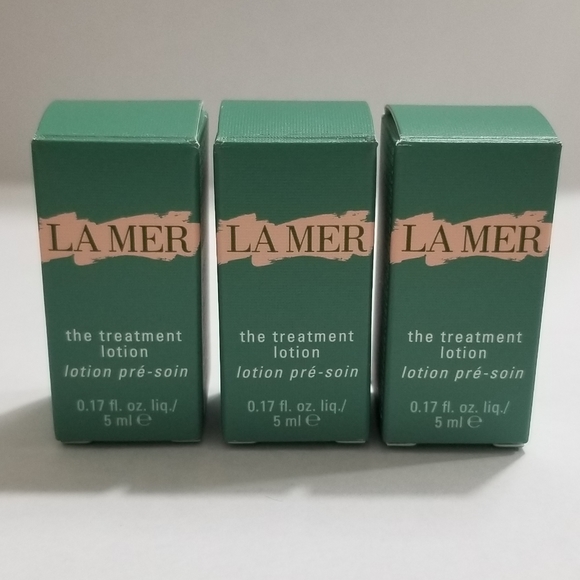 LA MER
the treatment
lotion
lotion pré-soin
0.17 fl. oz. liq./
5 ml ℮
LA MER
the treatment
lotion
lotion pré-soin
0.17 fl. oz. liq./
5 ml ℮
LA MER
the treatment
lotion
lotion pré-soin
0.17 fl. oz. liq./
5 ml ℮